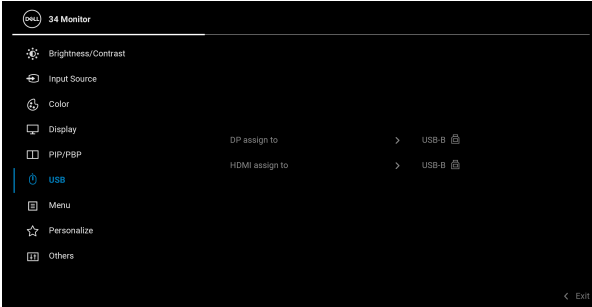 DELL 34 Monitor
Brightness/Contrast
Input Source
Color
Display
DP assign to > USB-B
PIP/PBP
HDMI assign to > USB-B
USB
Menu
Personalize
Others
< Exit